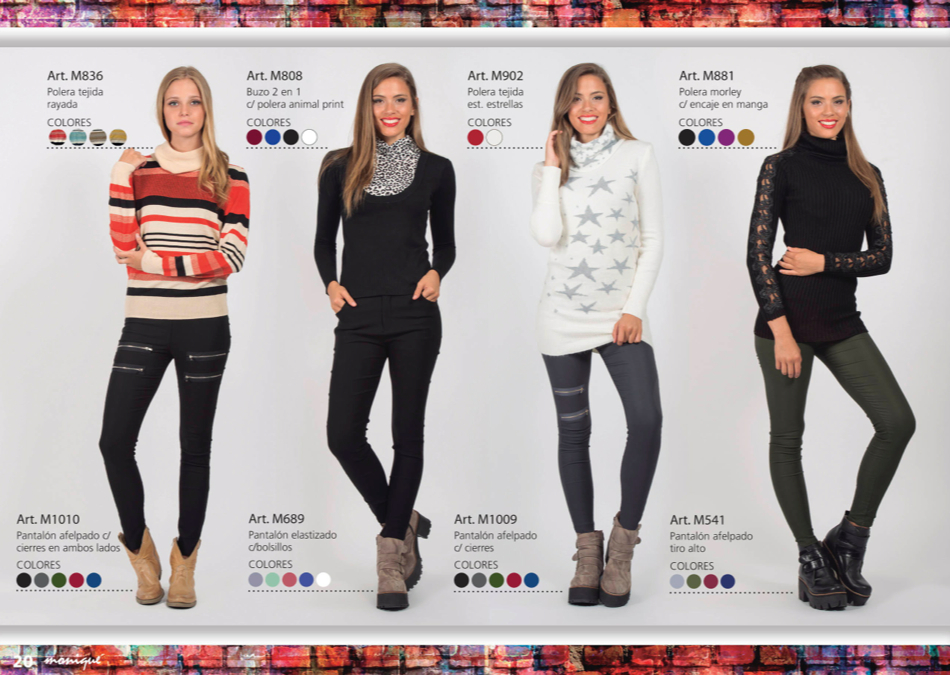 Art. M836
Polera tejida
rayada
COLORES
Art. M808
Buzo 2 en 1
c/ polera animal print
COLORES
Art. M902
Polera tejida
est. estrellas
COLORES
Art. M881
Polera morley
c/ encaje en manga
COLORES
Art. M1010
Pantalón afelpado c/
cierres en ambos lados
COLORES
Art. M689
Pantalón elastizado
c/bolsillos
COLORES
Art. M1009
Pantalón afelpado
c/ cierres
COLORES
Art. M541
Pantalón afelpado
tiro alto
COLORES
20 monique